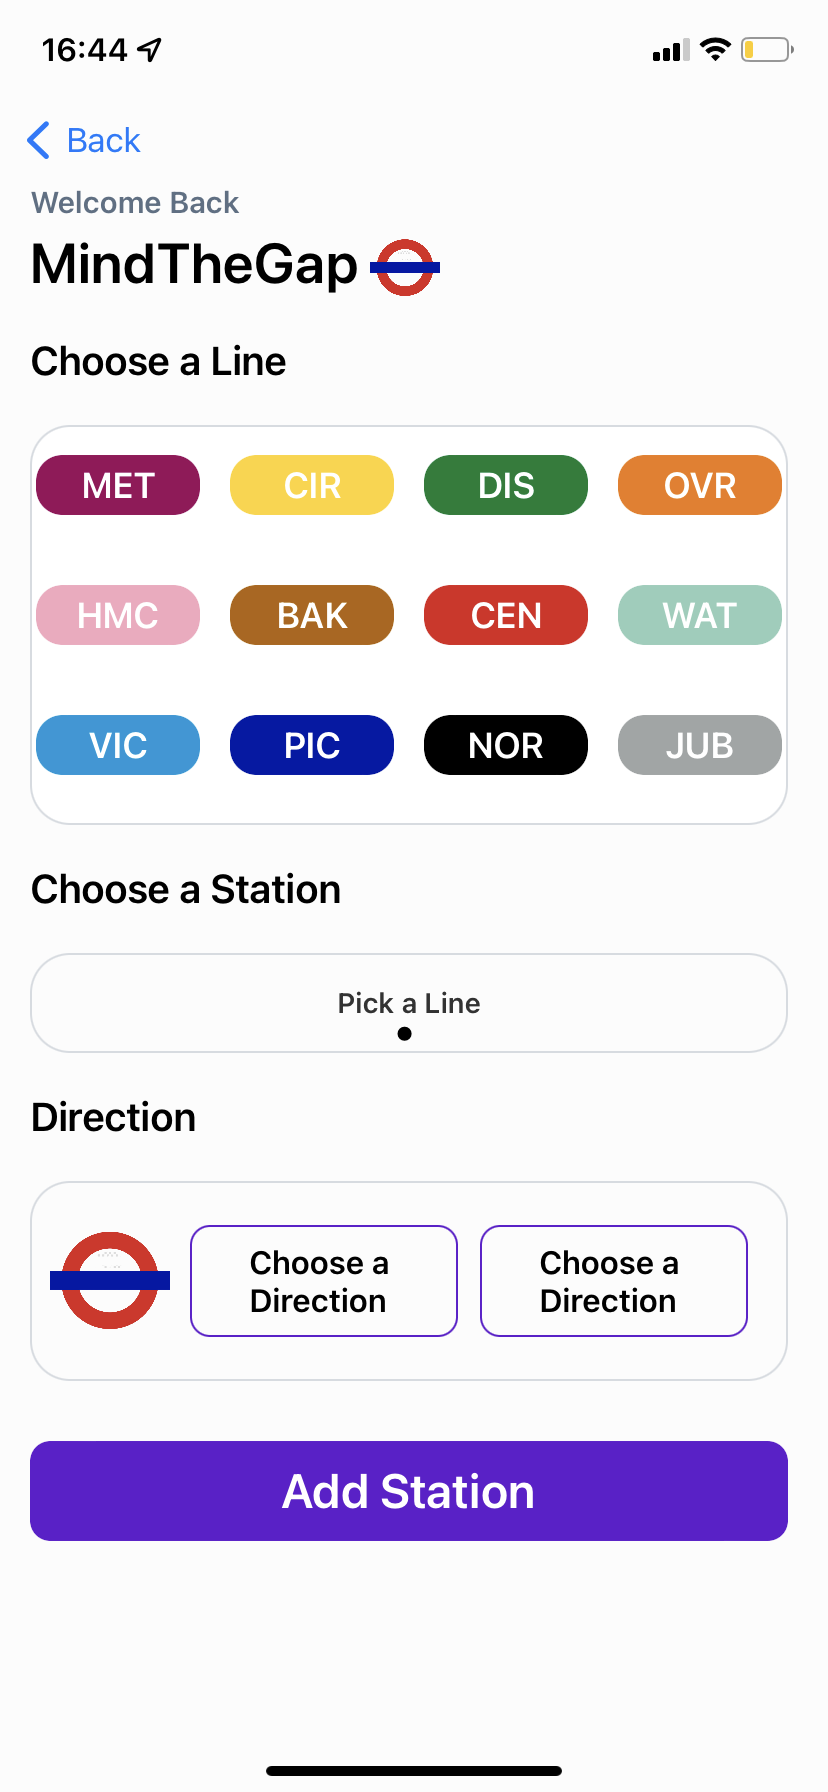 16:44
Back
Welcome Back
MindTheGap
Choose a Line
MET CIR DIS OVR
HMC BAK CEN WAT
VIC PIC NOR JUB
Choose a Station
Pick a Line
Direction
Choose a Direction
Choose a Direction
Add Station